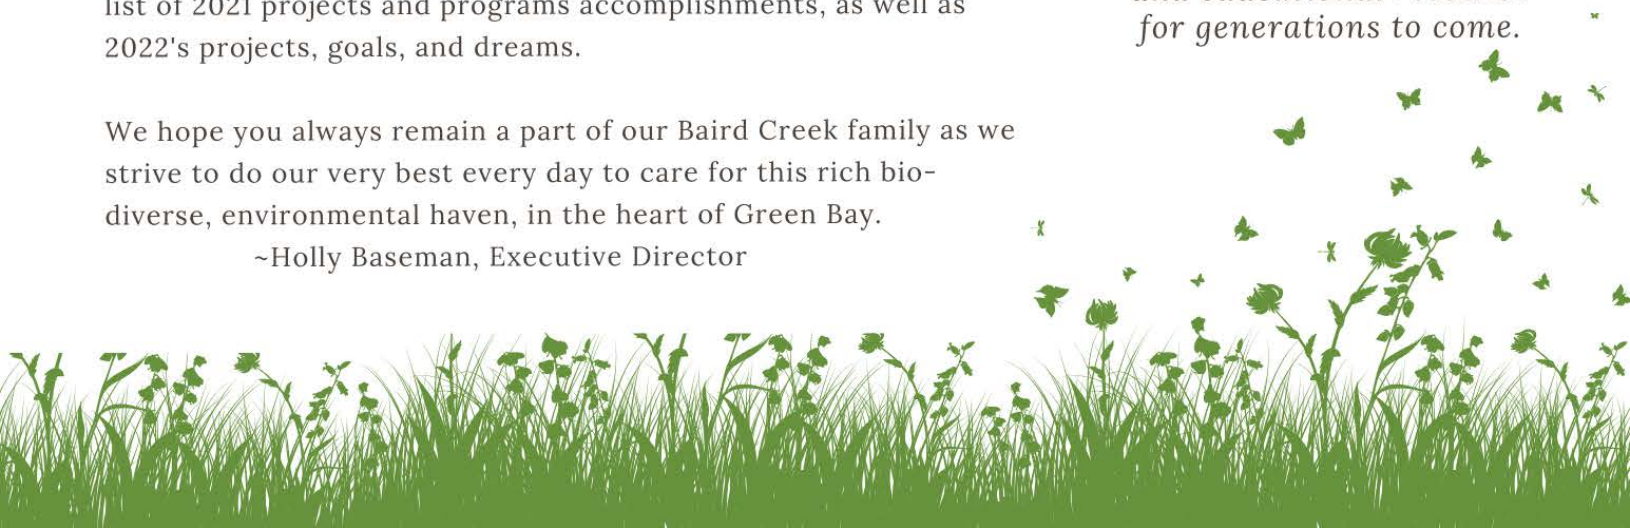 list of 2021 projects and programs accomplishments, as well as
2022's projects, goals, and dreams.
We hope you always remain a part of our Baird Creek family as we
strive to do our very best every day to care for this rich bio-
diverse, environmental haven, in the heart of Green Bay.
~Holly Baseman, Executive Director
for generations to come.